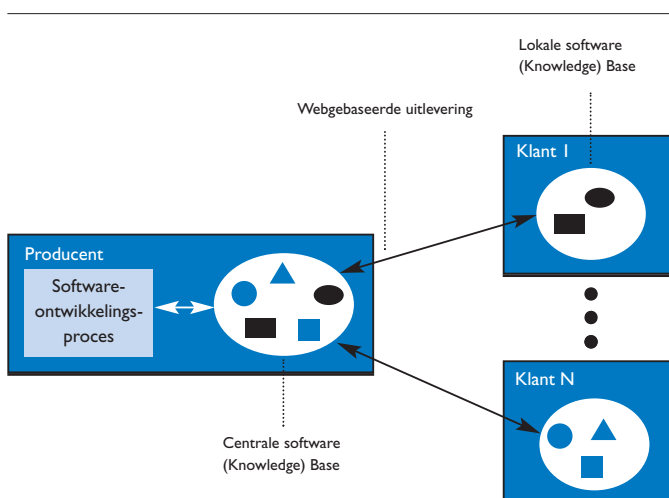 Lokale software
(Knowledge) Base
Webgebaseerde uitlevering
Klant 1
Producent
Software-
ontwikkelings-
proces
Klant N
Centrale software
(Knowledge) Base